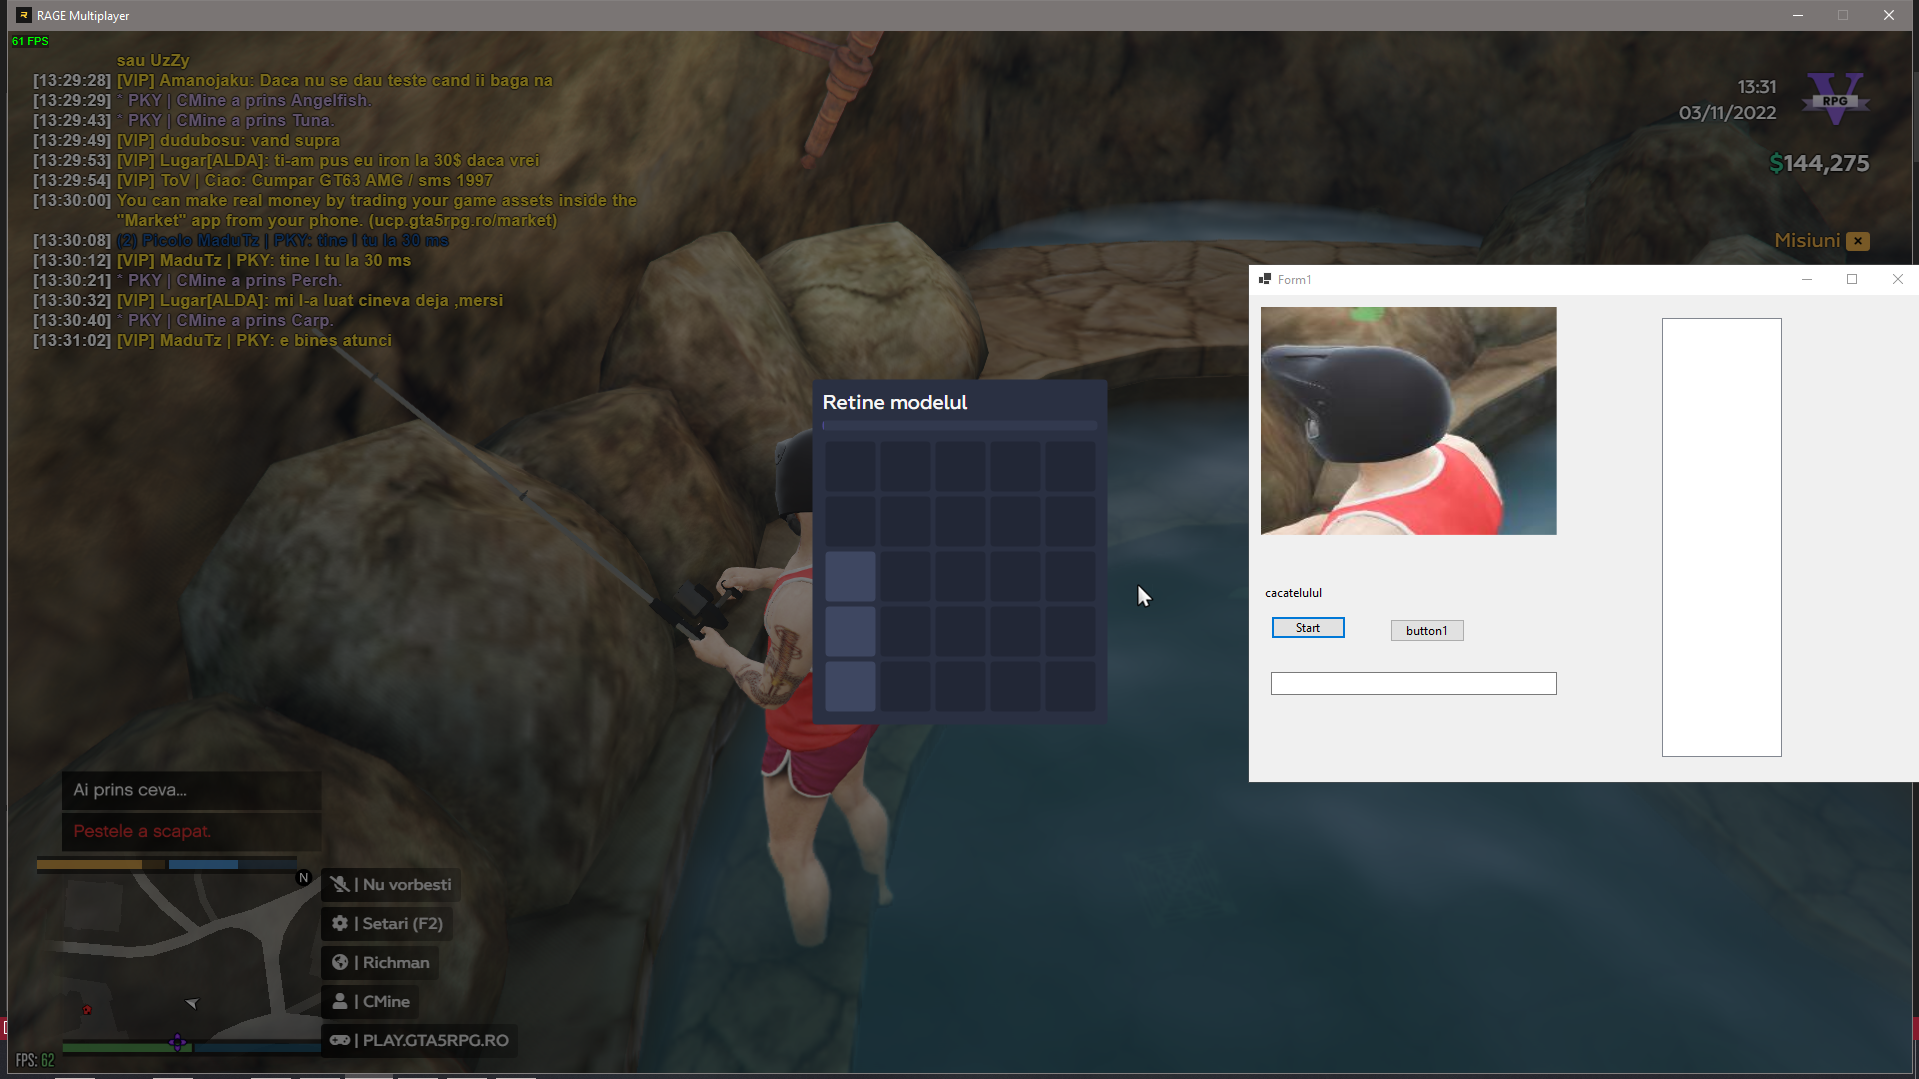 RAGE Multiplayer
61 FPS
sau UzZy
[13:29:28] [VIP] Amanojaku: Daca nu se dau teste cand ii baga na
[13:29:29] * PKY | CMine a prins Angelfish.
[13:29:43] * PKY | CMine a prins Tuna.
[13:29:49] [VIP] dudubosu: vand supra
[13:29:53] [VIP] Lugar[ALDA]: ti-am pus eu iron la 30$ daca vrei
[13:29:54] [VIP] ToV | Ciao: Cumpar GT63 AMG / sms 1997
[13:30:00] You can make real money by trading your game assets inside the
"Market" app from your phone. (ucp.gta5rpg.ro/market)
[13:30:08] (2) Picolo MaduTz | PKY: tine l tu la 30 ms
[13:30:12] [VIP] MaduTz | PKY: tine l tu la 30 ms
[13:30:21] * PKY | CMine a prins Perch.
[13:30:32] [VIP] Lugar[ALDA]: mi l-a luat cineva deja ,mersi
[13:30:40] * PKY | CMine a prins Carp.
[13:31:02] [VIP] MaduTz | PKY: e bines atunci
13:31
03/11/2022
V
RPG
$144,275
Misiuni
Form1
cacatelulul
Start
button1
Retine modelul
Ai prins ceva...
Pestele a scapat.
N
| Nu vorbesti
| Setari (F2)
| Richman
| CMine
| PLAY.GTA5RPG.RO
FPS: 62